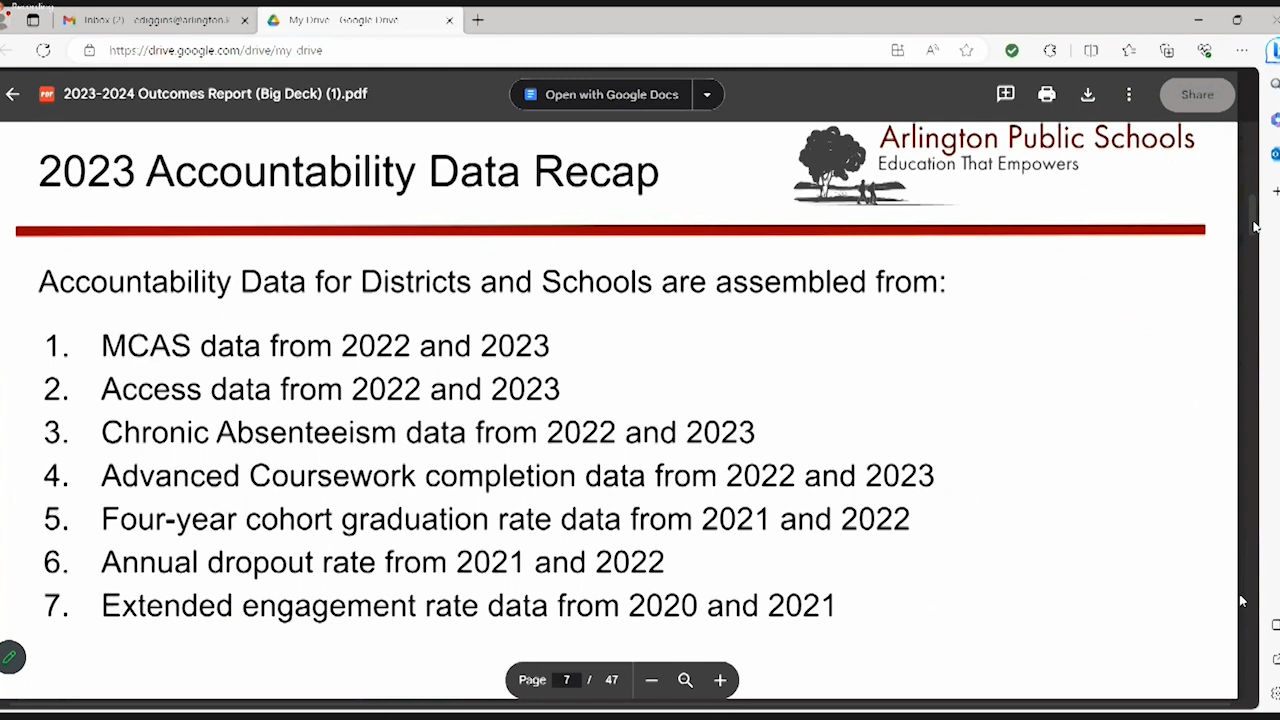 Recording
Inbox (2)
My Drive - Google Drive
https://drive.google.com/drive/my-drive
2023-2024 Outcomes Report (Big Deck) (1).pdf
Open with Google Docs
Share
Arlington Public Schools
Education That Empowers
2023 Accountability Data Recap
Accountability Data for Districts and Schools are assembled from:
1. MCAS data from 2022 and 2023
2. Access data from 2022 and 2023
3. Chronic Absenteeism data from 2022 and 2023
4. Advanced Coursework completion data from 2022 and 2023
5. Four-year cohort graduation rate data from 2021 and 2022
6. Annual dropout rate from 2021 and 2022
7. Extended engagement rate data from 2020 and 2021
Page 7 / 47